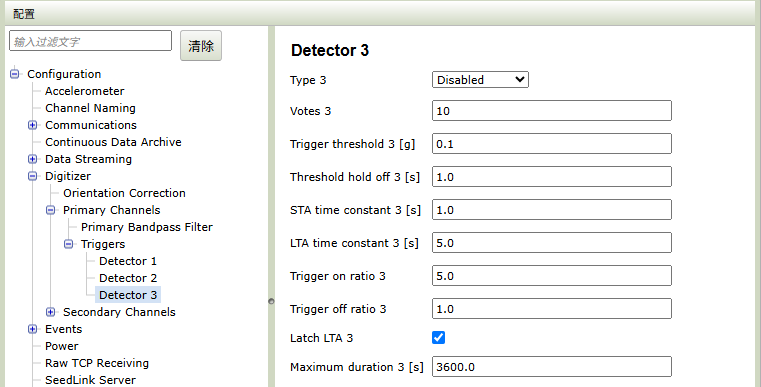 配置
输入过滤文字
清除
Configuration
Accelerometer
Channel Naming
Communications
Continuous Data Archive
Data Streaming
Digitizer
Orientation Correction
Primary Channels
Primary Bandpass Filter
Triggers
Detector 1
Detector 2
Detector 3
Secondary Channels
Events
Power
Raw TCP Receiving
SeedLink Server
Detector 3
Type 3 Disabled
Votes 3 10
Trigger threshold 3 [g] 0.1
Threshold hold off 3 [s] 1.0
STA time constant 3 [s] 1.0
LTA time constant 3 [s] 5.0
Trigger on ratio 3 5.0
Trigger off ratio 3 1.0
Latch LTA 3
Maximum duration 3 [s] 3600.0